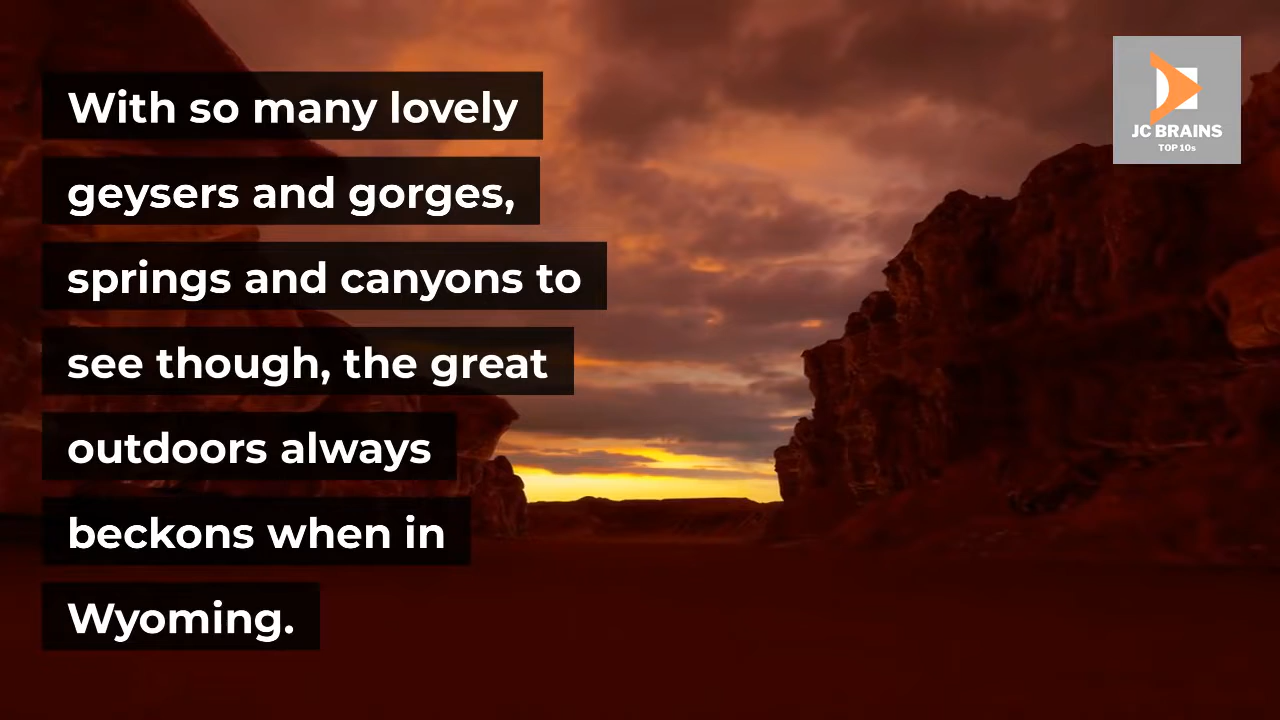 With so many lovely
geysers and gorges,
springs and canyons to
see though, the great
outdoors always
beckons when in
Wyoming.
JC BRAINS
TOP 10s